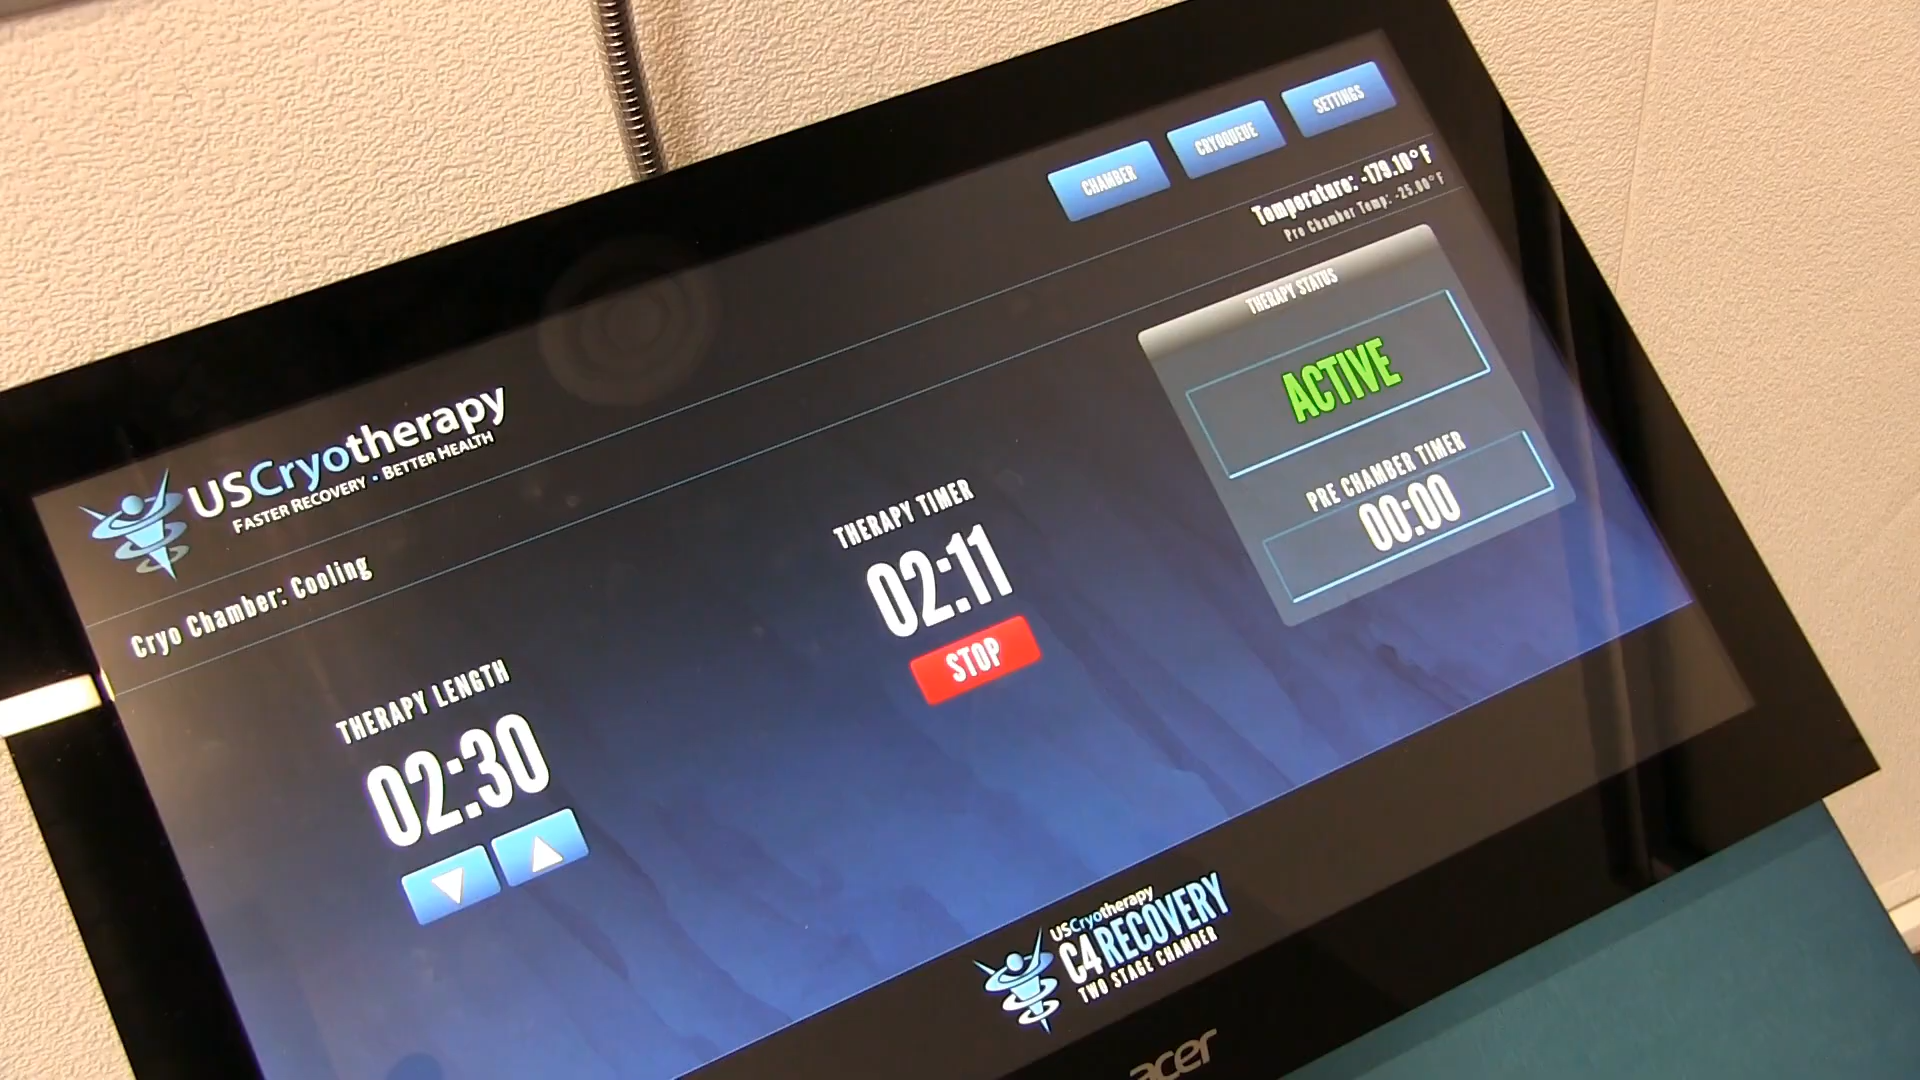 CHAMBER
CRYOQUEUE
SETTINGS
Temperature: -179.10° F
Pre Chamber Temp: -25.80° F
USCryotherapy
FASTER RECOVERY • BETTER HEALTH
Cryo Chamber: Cooling
THERAPY STATUS
ACTIVE
PRE CHAMBER TIMER
00:00
THERAPY TIMER
02:11
STOP
THERAPY LENGTH
02:30
USCryotherapy
C4RECOVERY
TWO STAGE CHAMBER
acer